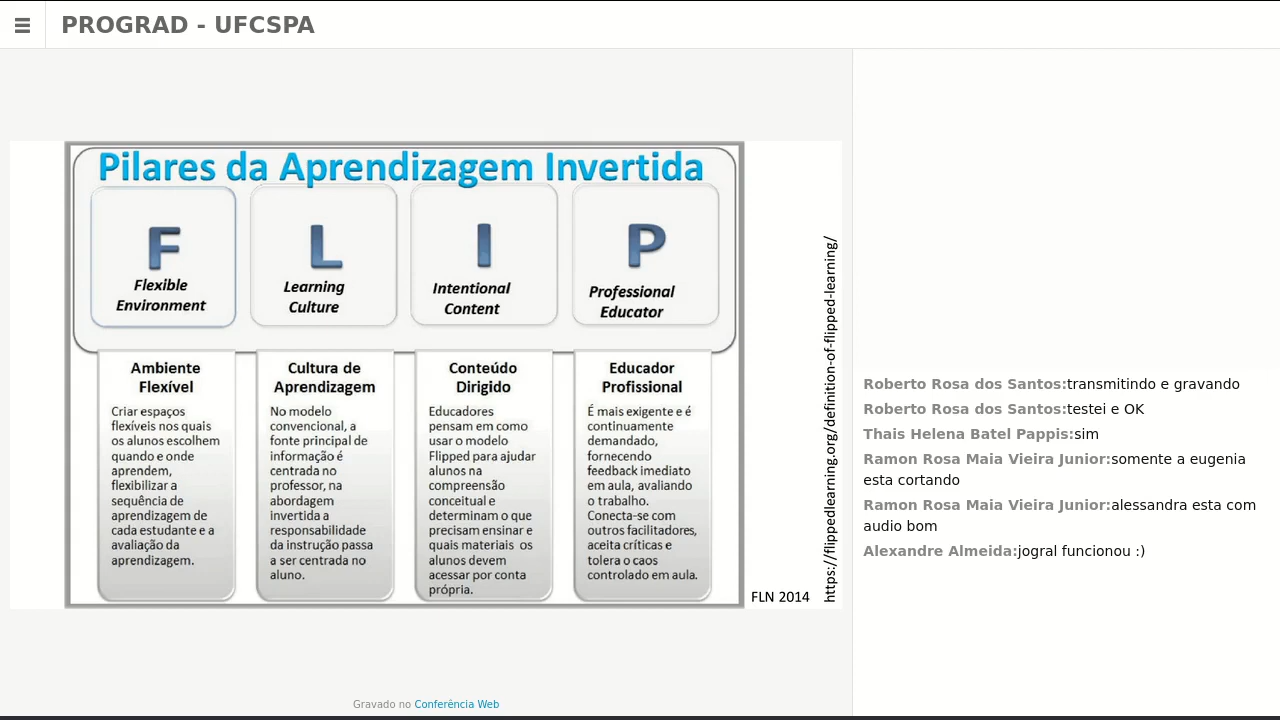 PROGRAD - UFCSPA
Pilares da Aprendizagem Invertida
F
Flexible
Environment
L
Learning
Culture
I
Intentional
Content
P
Professional
Educator
Ambiente
Flexível
Criar espaços
flexíveis nos quais
os alunos escolhem
quando e onde
aprendem,
flexibilizar a
sequência de
aprendizagem de
cada estudante e a
avaliação da
aprendizagem.
Cultura de
Aprendizagem
No modelo
convencional, a
fonte principal de
informação é
centrada no
professor, na
abordagem
invertida a
responsabilidade
da instrução passa
a ser centrada no
aluno.
Conteúdo
Dirigido
Educadores
pensam em como
usar o modelo
Flipped para ajudar
alunos na
compreensão
conceitual e
determinam o que
precisam ensinar e
quais materiais os
alunos devem
acessar por conta
própria.
Educador
Profissional
É mais exigente e é
continuamente
demandado,
fornecendo
feedback imediato
em aula, avaliando
o trabalho.
Conecta-se com
outros facilitadores,
aceita críticas e
tolera o caos
controlado em aula.
FLN 2014
https://flippedlearning.org/definition-of-flipped-learning/
Roberto Rosa dos Santos:transmitindo e gravando
Roberto Rosa dos Santos:testei e OK
Thais Helena Batel Pappis:sim
Ramon Rosa Maia Vieira Junior:somente a eugenia
esta cortando
Ramon Rosa Maia Vieira Junior:alessandra esta com
audio bom
Alexandre Almeida:jogral funcionou :)
Gravado no Conferência Web